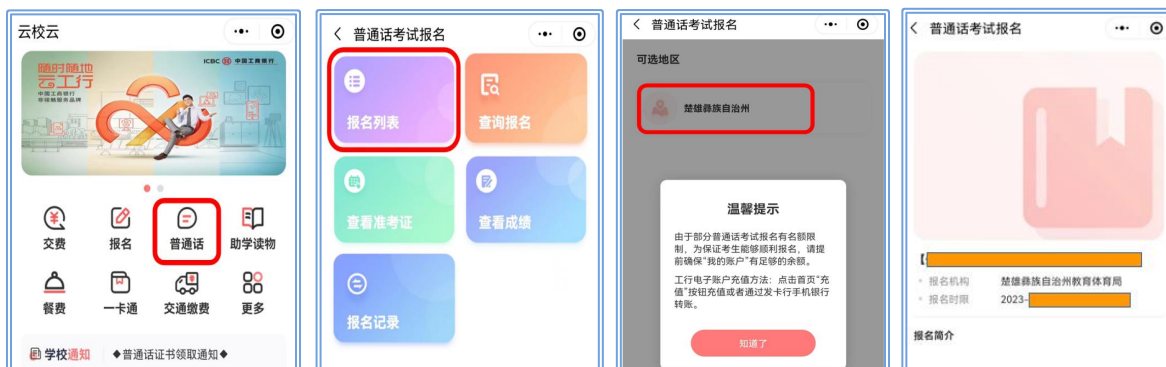 云校云
随时随地
云工行
中国工商银行
非接触服务品牌
ICBC 中国工商银行
交费
报名
普通话
助学读物
餐费
一卡通
交通缴费
更多
学校通知
◆普通话证书领取通知◆
普通话考试报名
报名列表
查询报名
查看准考证
查看成绩
报名记录
普通话考试报名
可选地区
楚雄彝族自治州
温馨提示
由于部分普通话考试报名有名额限
制，为保证考生能够顺利报名，请提
前确保“我的账户”有足够的余额。
工行电子账户充值方法：点击首页“充
值”按钮充值或者通过发卡行手机银行
转账。
知道了
普通话考试报名
【
报名机构 楚雄彝族自治州教育体育局
报名时限 2023-
报名简介